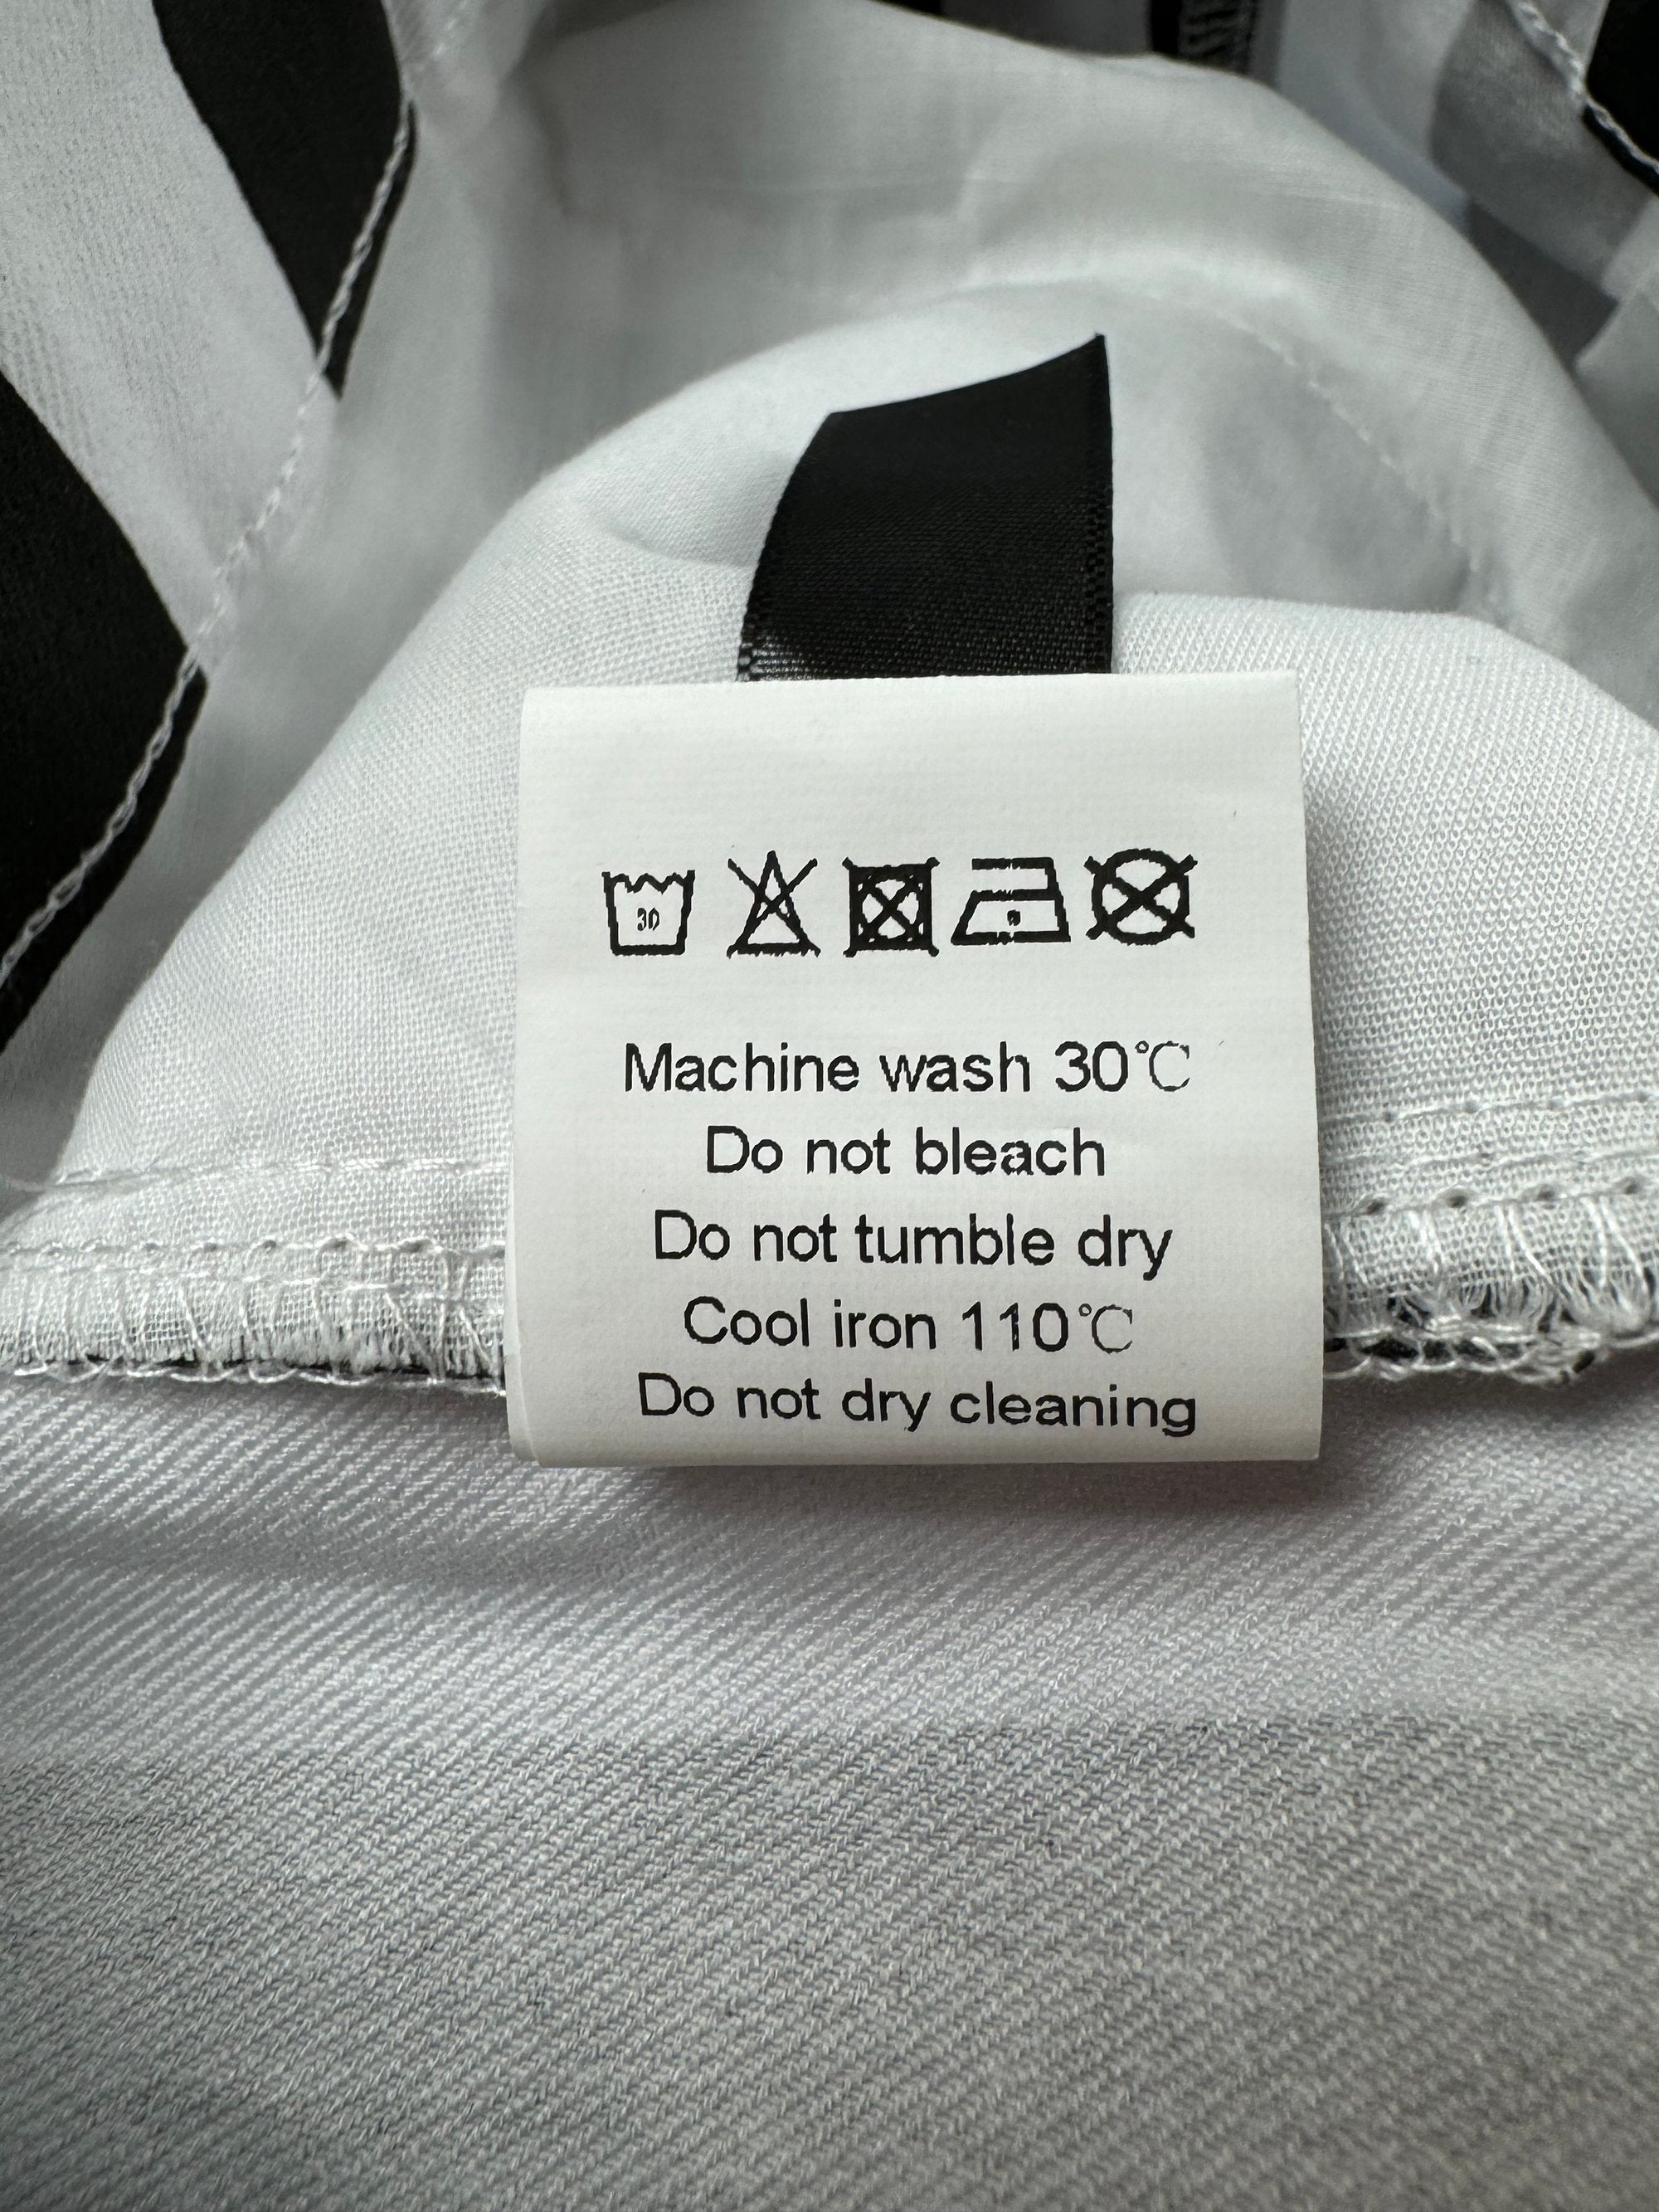 30
Machine wash 30℃
Do not bleach
Do not tumble dry
Cool iron 110℃
Do not dry cleaning